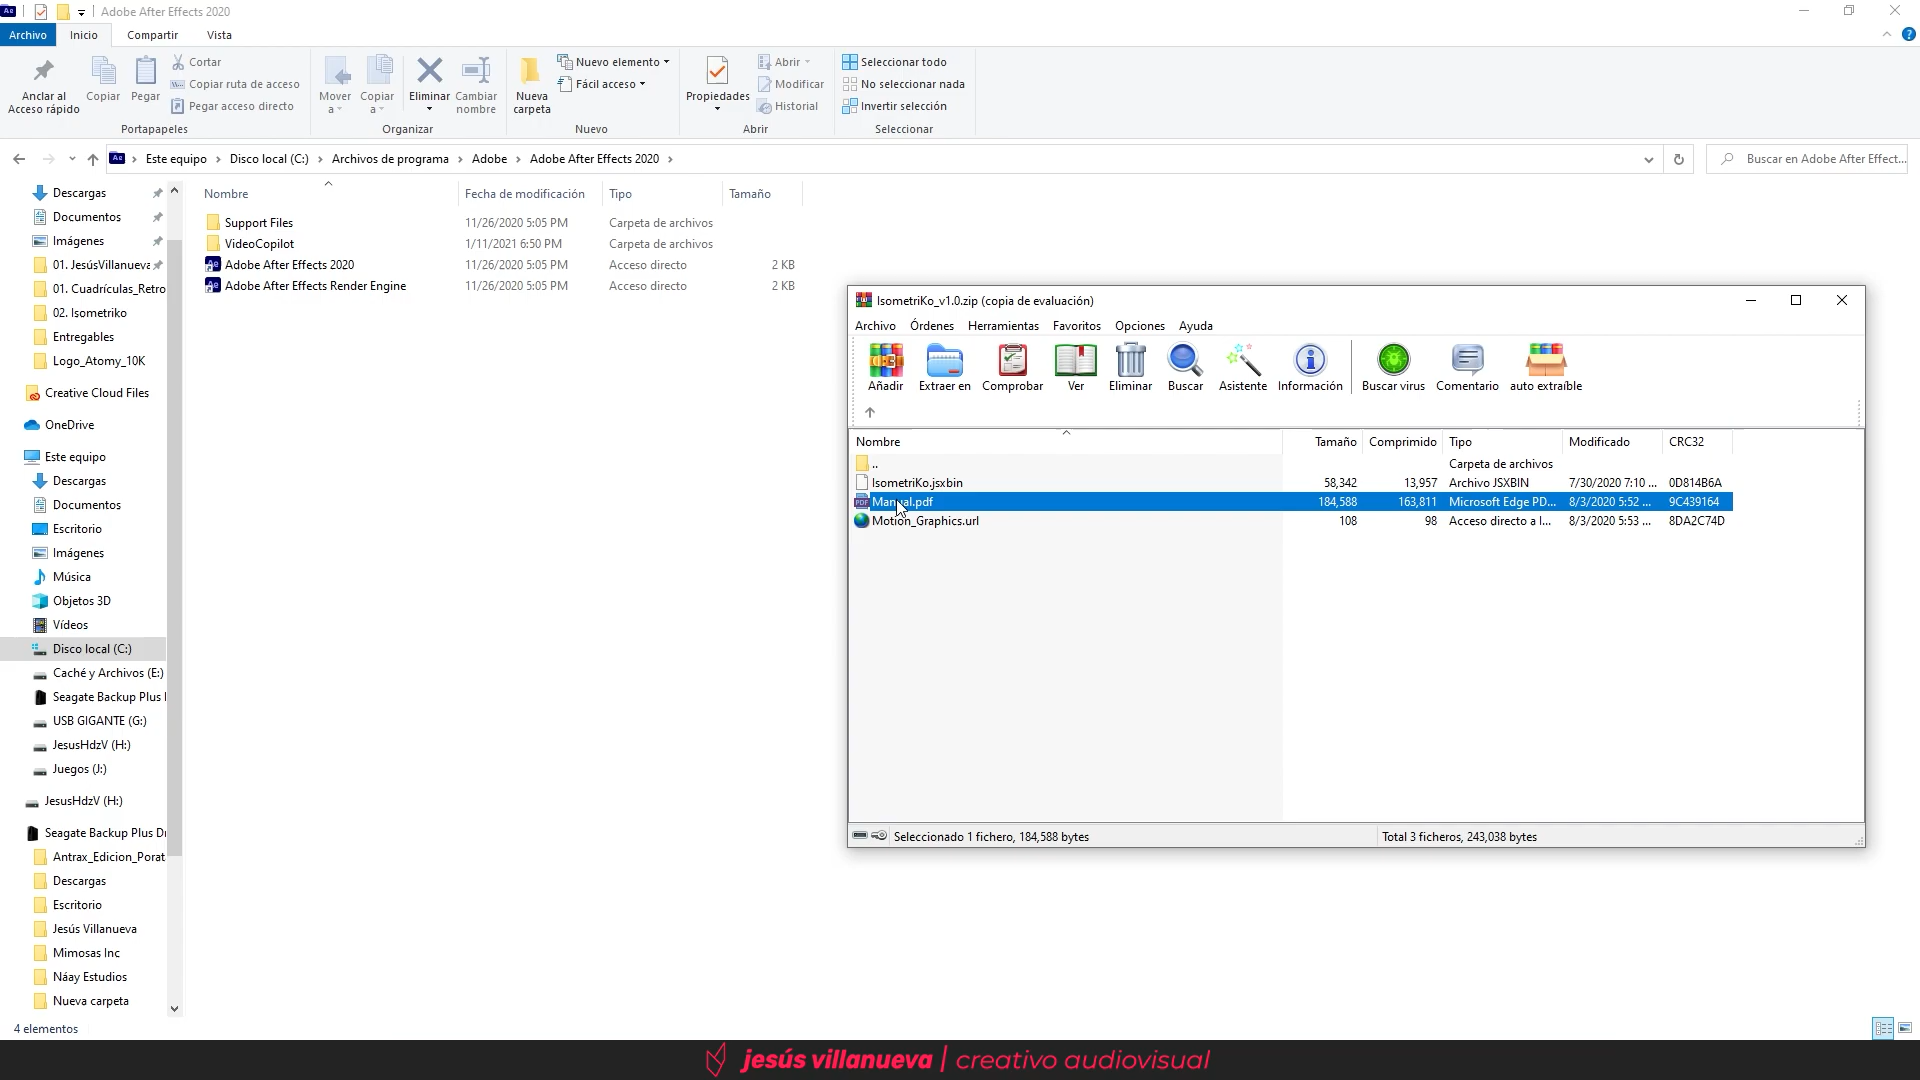 Adobe After Effects 2020
Archivo Inicio Compartir Vista
Anclar al Acceso rápido
Copiar
Pegar
Cortar
Copiar ruta de acceso
Pegar acceso directo
Portapapeles
Mover a
Copiar a
Eliminar
Cambiar nombre
Organizar
Nueva carpeta
Nuevo elemento
Fácil acceso
Nuevo
Propiedades
Abrir
Modificar
Historial
Abrir
Seleccionar todo
No seleccionar nada
Invertir selección
Seleccionar
Ae Este equipo Disco local (C:) Archivos de programa Adobe Adobe After Effects 2020
Buscar en Adobe After Effect...
Descargas
Documentos
Imágenes
01. JesúsVillanueva
01. Cuadrículas_Retro
02. Isometriko
Entregables
Logo_Atomy_10K
Creative Cloud Files
OneDrive
Este equipo
Descargas
Documentos
Escritorio
Imágenes
Música
Objetos 3D
Vídeos
Disco local (C:)
Caché y Archivos (E:)
Seagate Backup Plus
USB GIGANTE (G:)
JesusHdzV (H:)
Juegos (J:)
JesusHdzV (H:)
Seagate Backup Plus Dr
Antrax_Edicion_Porat
Descargas
Escritorio
Jesús Villanueva
Mimosas Inc
Náay Estudios
Nueva carpeta
4 elementos
Nombre Fecha de modificación Tipo Tamaño
Support Files 11/26/2020 5:05 PM Carpeta de archivos
VideoCopilot 1/11/2021 6:50 PM Carpeta de archivos
Adobe After Effects 2020 11/26/2020 5:05 PM Acceso directo 2 KB
Adobe After Effects Render Engine 11/26/2020 5:05 PM Acceso directo 2 KB
IsometriKo_v1.0.zip (copia de evaluación)
Archivo Órdenes Herramientas Favoritos Opciones Ayuda
Añadir Extraer en Comprobar Ver Eliminar Buscar Asistente Información Buscar virus Comentario auto extraíble
Nombre Tamaño Comprimido Tipo Modificado CRC32
.. Carpeta de archivos
IsometriKo.jsxbin 58,342 13,957 Archivo JSXBIN 7/30/2020 7:10 ... 0D814B6A
Manual.pdf 184,588 163,811 Microsoft Edge PD... 8/3/2020 5:52 ... 9C439164
Motion_Graphics.url 108 98 Acceso directo a I... 8/3/2020 5:53 ... 8DA2C74D
Seleccionado 1 fichero, 184,588 bytes Total 3 ficheros, 243,038 bytes
jesús villanueva | creativo audiovisual